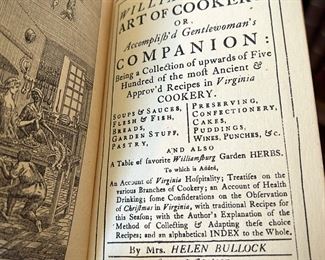 ART OF COOKER
OR,
Accomplish'd Gentlewoman's
COMPANION:
Being a Collection of upwards of Five
Hundred of the most Ancient &
Approv'd Recipes in Virginia
COOKERY.
SOUPS & SAUCES,
FLESH & FISH,
BREADS,
GARDEN STUFF,
PASTRY,
PRESERVING,
CONFECTIONERY,
CAKES,
PUDDINGS,
WINES, PUNCHES, &c.
AND ALSO
A Table of favorite Williamsburg Garden HERBS.
To which is Added,
An Account of Virginia Hospitality; Treatises on the
various Branches of Cookery; an Account of Health
Drinking; some Considerations on the Observation
of Christmas in Virginia, with traditional Recipes for
this Season; with the Author's Explanation of the
Method of Collecting & Adapting these choice
Recipes; and an alphabetical INDEX to the Whole.
By Mrs. HELEN BULLOCK